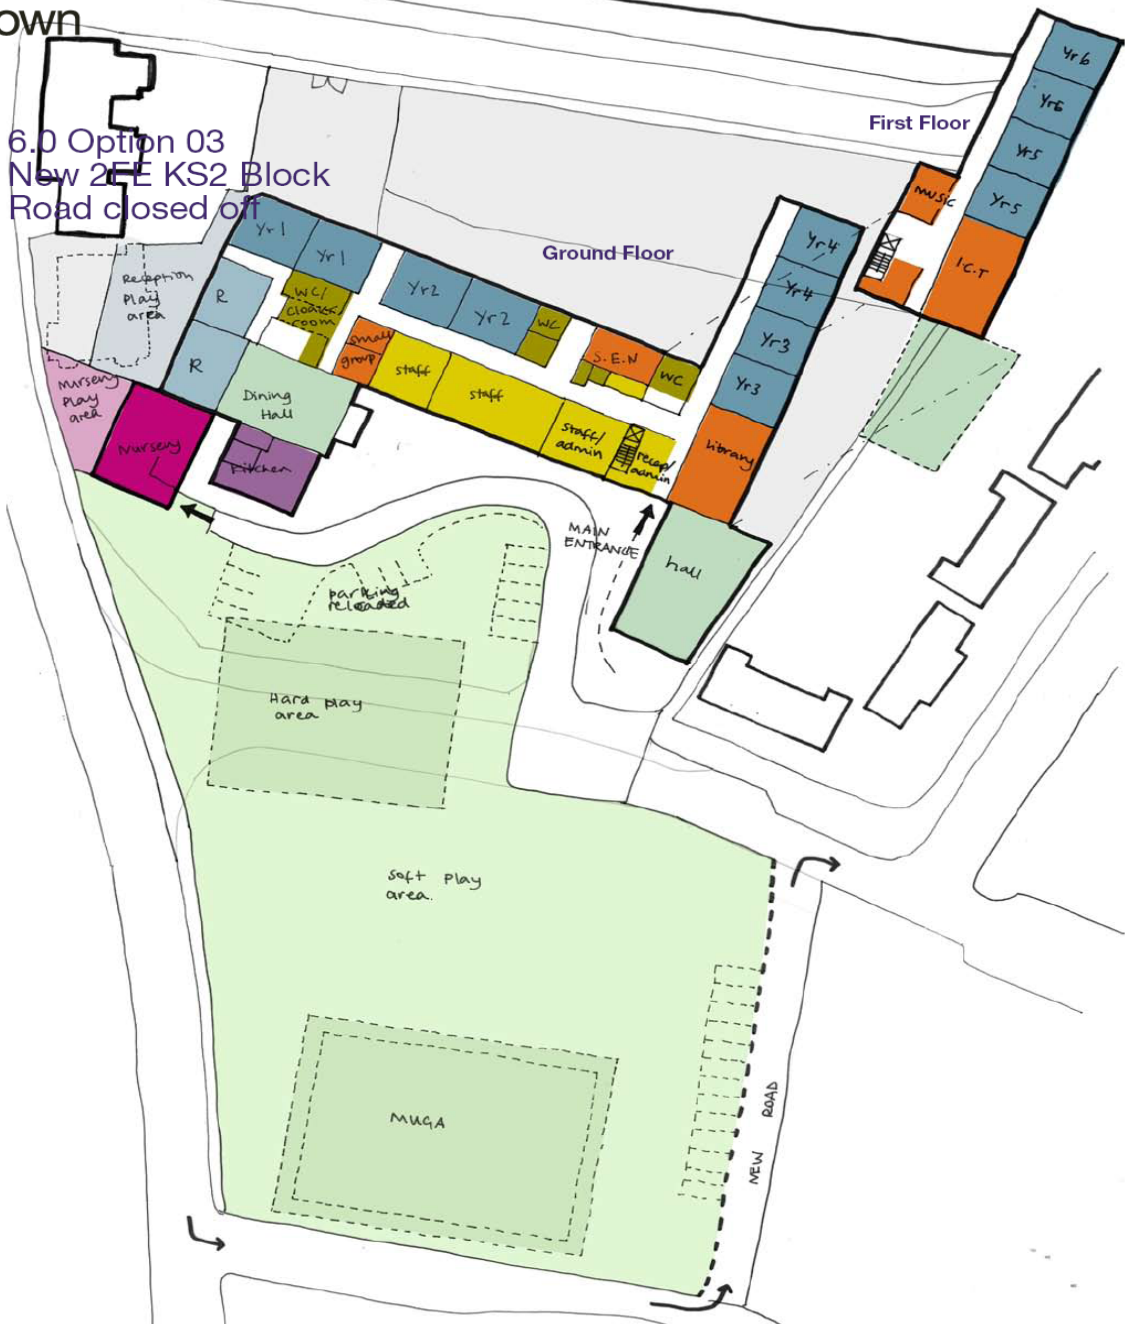 own
6.0 Option 03
New 2FE KS2 Block
Road closed off
First Floor
Ground Floor
Yr6
Yr6
Yr5
Yr5
music
I.C.T
Yr4
Yr4
Yr3
Yr3
Library
hall
Yr1
Yr1
Yr2
Yr2
WC
S.E.N
WC
WC/
cloak/
room
small
group
staff
staff
staff/
admin
recep/
admin
R
R
Reception
Play
area
Nursery
Play
area
Nursery
Dining
Hall
Kitchen
MAIN
ENTRANCE
parking
reloaded
Hard play
area
Soft Play
area.
MUGA
NEW ROAD